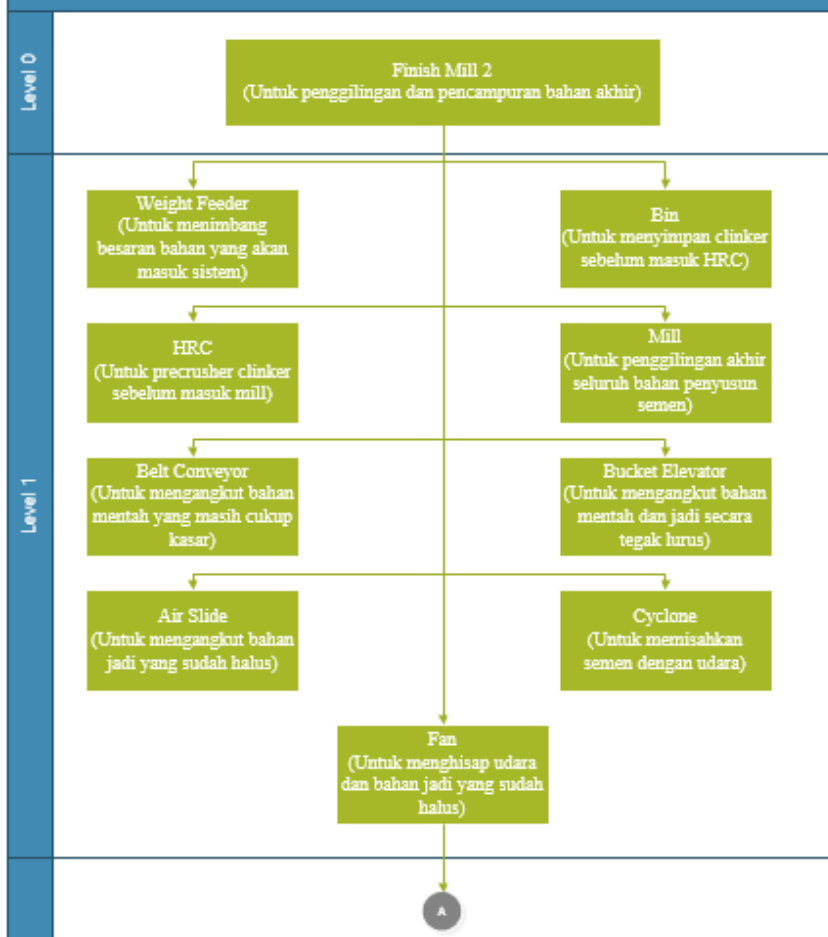 Level 0
Finish Mill 2
(Untuk penggilingan dan pencampuran bahan akhir)
Level 1
Weight Feeder
(Untuk menimbang
besaran bahan yang akan
masuk sistem)
Bin
(Untuk menyimpan clinker
sebelum masuk HRC)
HRC
(Untuk precrusher clinker
sebelum masuk mill)
Mill
(Untuk penggilingan akhir
seluruh bahan penyusun
semen)
Belt Conveyor
(Untuk mengangkut bahan
mentah yang masih cukup
kasar)
Bucket Elevator
(Untuk mengangkut bahan
mentah dan jadi secara
tegak lurus)
Air Slide
(Untuk mengangkut bahan
jadi yang sudah halus)
Cyclone
(Untuk memisahkan
semen dengan udara)
Fan
(Untuk menghisap udara
dan bahan jadi yang sudah
halus)
A